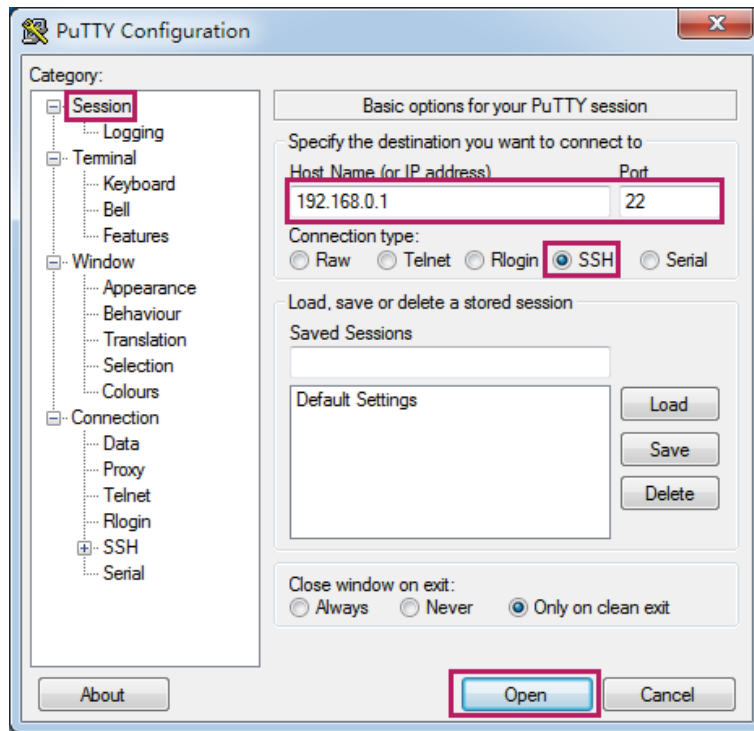 PuTTY Configuration
Category:
Session
Logging
Terminal
Keyboard
Bell
Features
Window
Appearance
Behaviour
Translation
Selection
Colours
Connection
Data
Proxy
Telnet
Rlogin
SSH
Serial
Basic options for your PuTTY session
Specify the destination you want to connect to
Host Name (or IP address) Port
192.168.0.1 22
Connection type:
Raw Telnet Rlogin SSH Serial
Load, save or delete a stored session
Saved Sessions
Default Settings
Load
Save
Delete
Close window on exit:
Always Never Only on clean exit
About Open Cancel